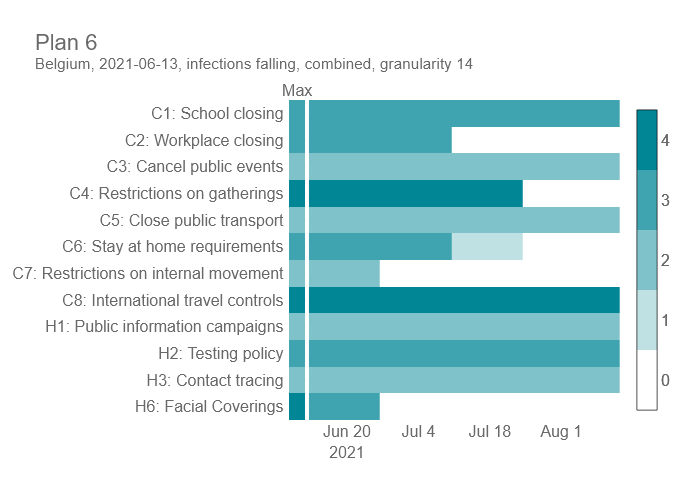 Plan 6
Belgium, 2021-06-13, infections falling, combined, granularity 14
Max
C1: School closing
C2: Workplace closing
C3: Cancel public events
C4: Restrictions on gatherings
C5: Close public transport
C6: Stay at home requirements
C7: Restrictions on internal movement
C8: International travel controls
H1: Public information campaigns
H2: Testing policy
H3: Contact tracing
H6: Facial Coverings
Jun 20 Jul 4 Jul 18 Aug 1
2021
4
3
2
1
0